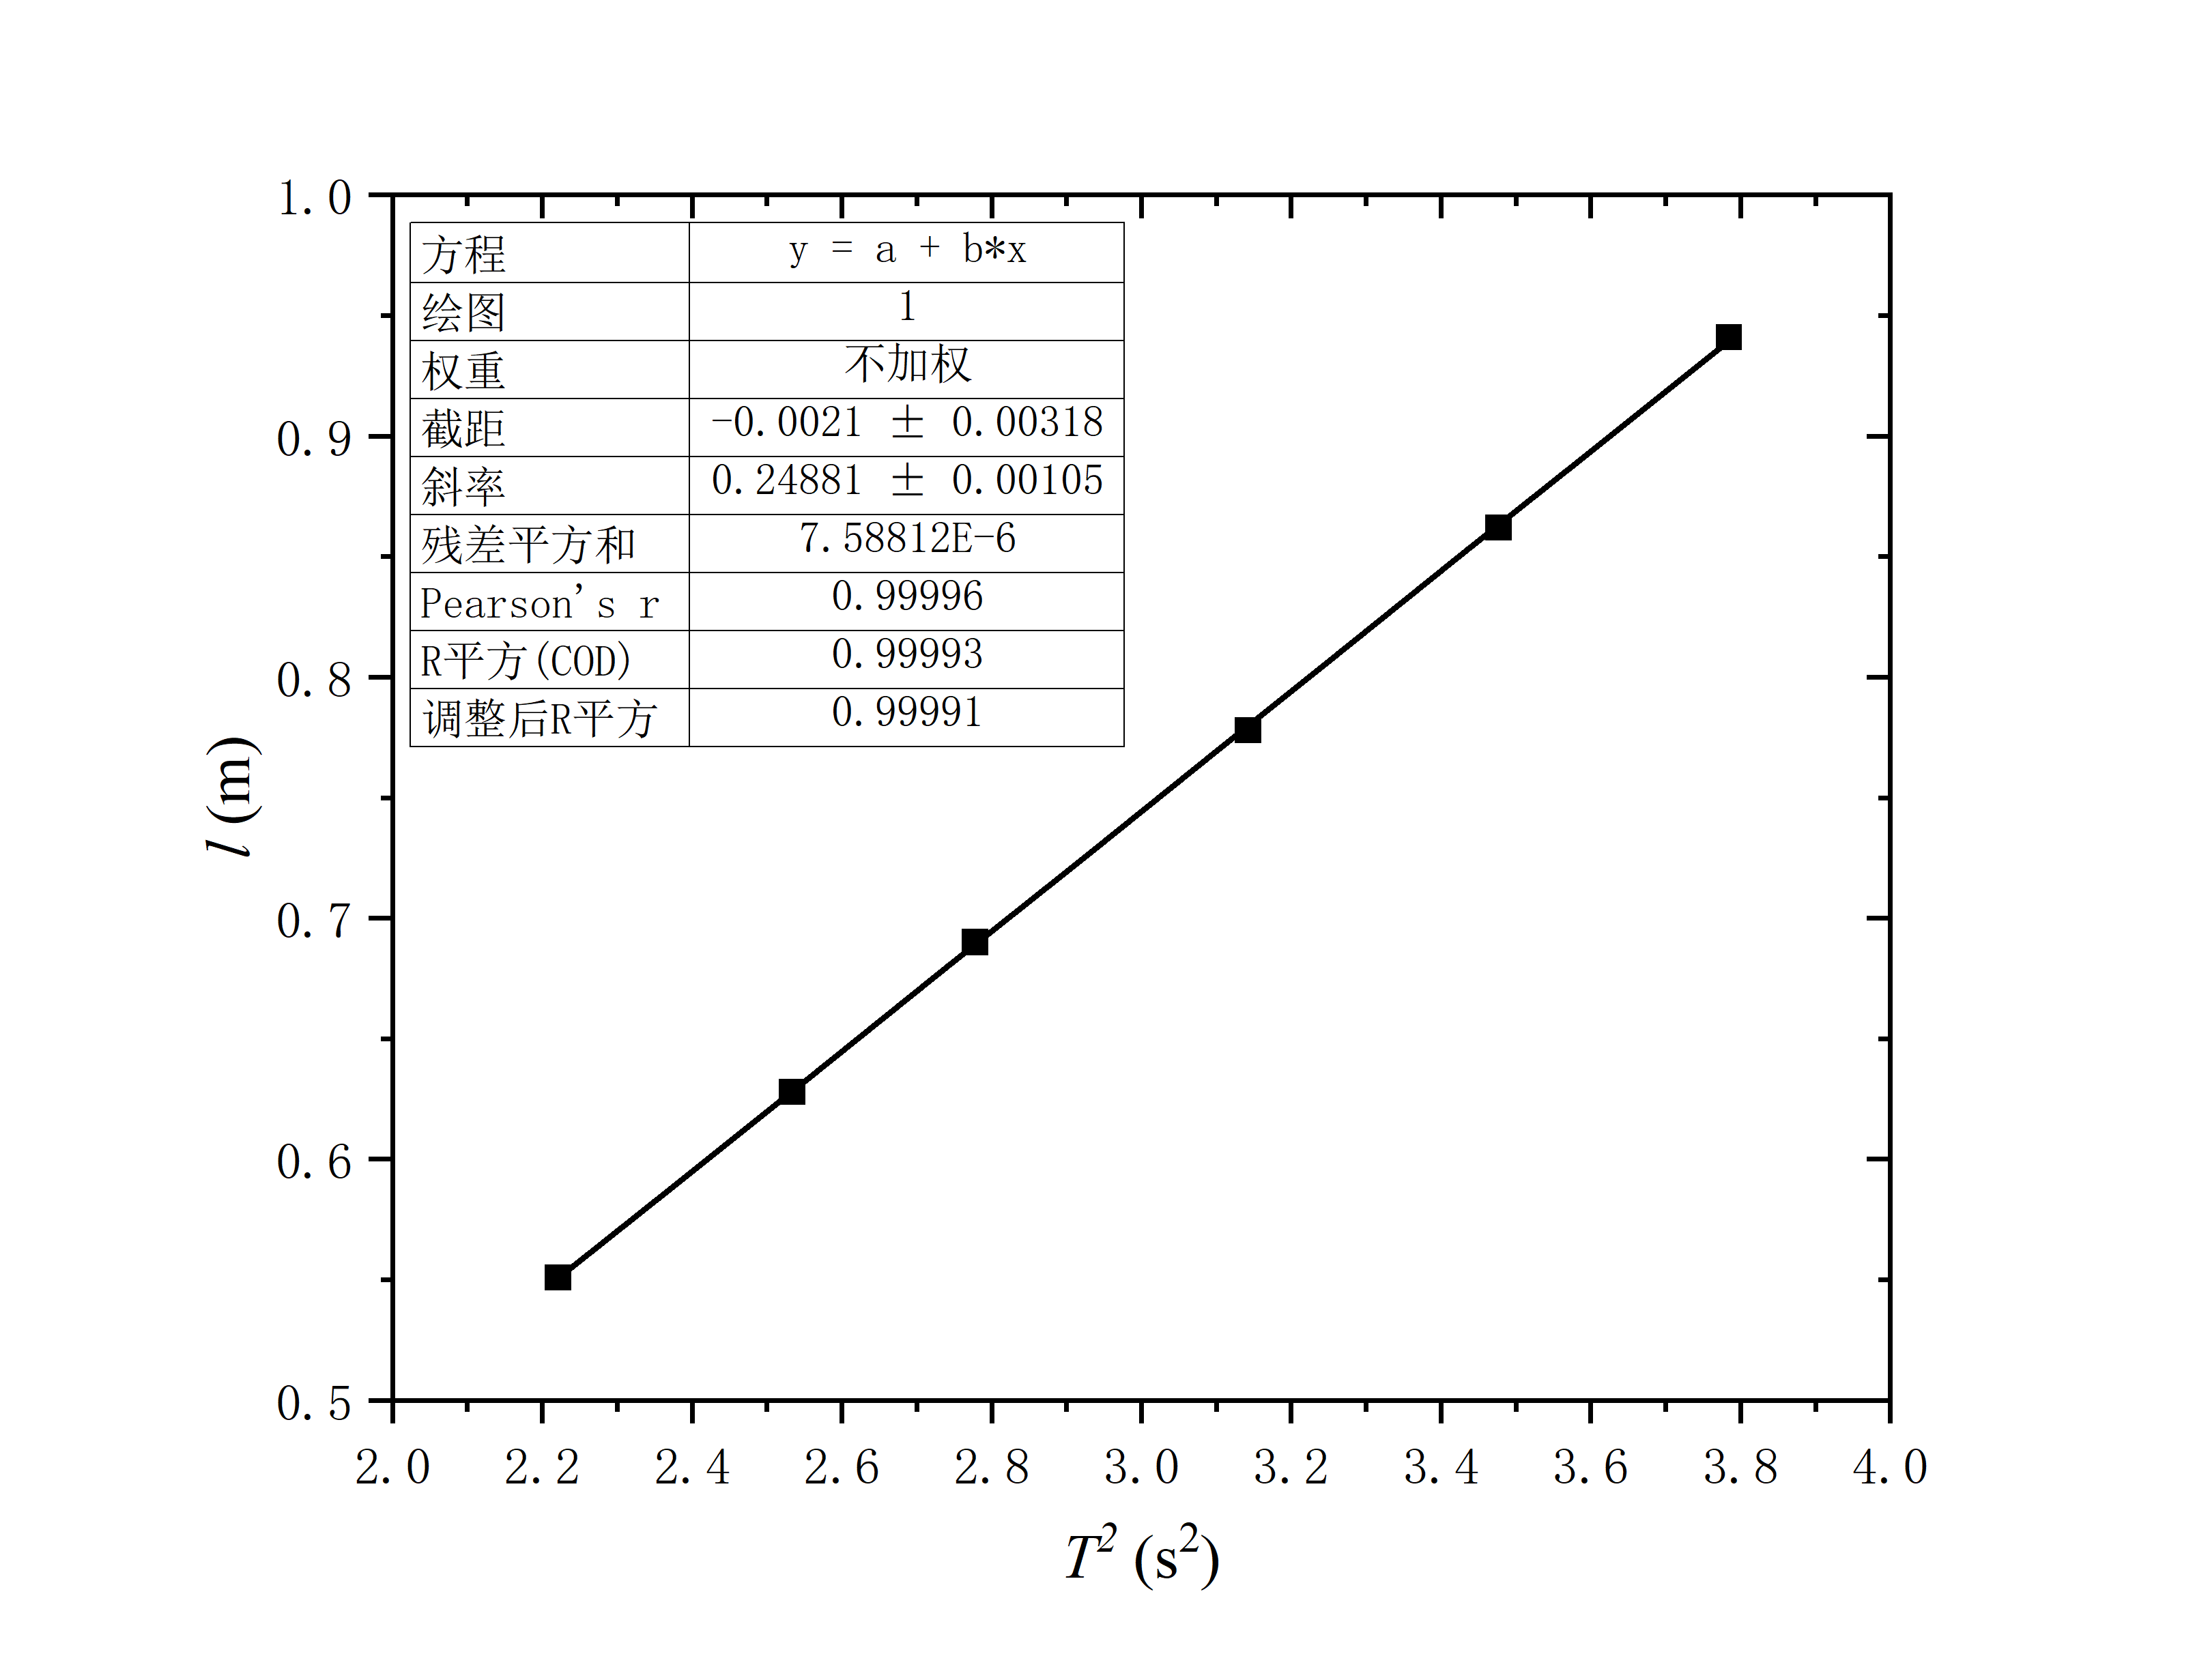 方程 y = a + b*x
绘图 1
权重 不加权
截距 -0.0021 ± 0.00318
斜率 0.24881 ± 0.00105
残差平方和 7.58812E-6
Pearson's r 0.99996
R平方(COD) 0.99993
调整后R平方 0.99991
1.0
0.9
0.8
0.7
0.6
0.5
l (m)
2.0 2.2 2.4 2.6 2.8 3.0 3.2 3.4 3.6 3.8 4.0
T² (s²)